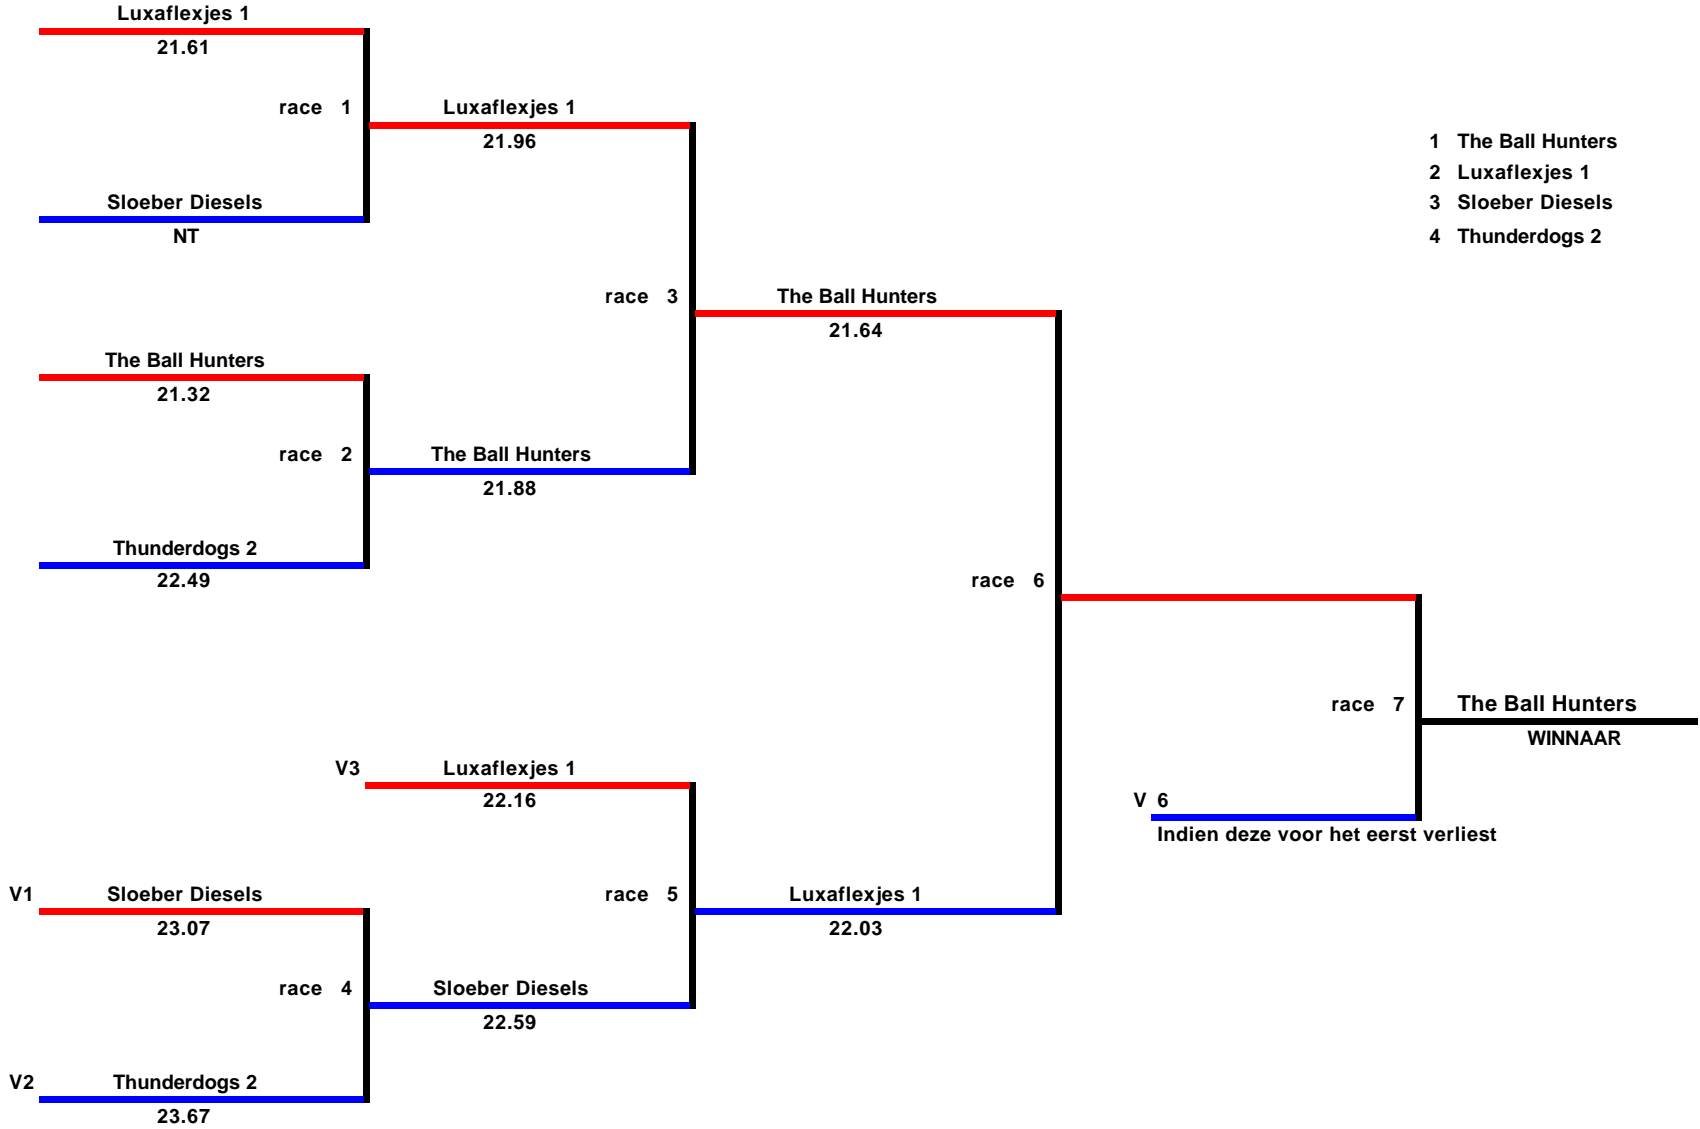 Luxaflexjes 1
21.61
race 1
Luxaflexjes 1
21.96
Sloeber Diesels
NT
1 The Ball Hunters
2 Luxaflexjes 1
3 Sloeber Diesels
4 Thunderdogs 2
race 3
The Ball Hunters
21.64
The Ball Hunters
21.32
race 2
The Ball Hunters
21.88
Thunderdogs 2
22.49
race 6
race 7
The Ball Hunters
WINNAAR
V3
Luxaflexjes 1
22.16
V 6
Indien deze voor het eerst verliest
V1
Sloeber Diesels
23.07
race 5
Luxaflexjes 1
22.03
race 4
Sloeber Diesels
22.59
V2
Thunderdogs 2
23.67